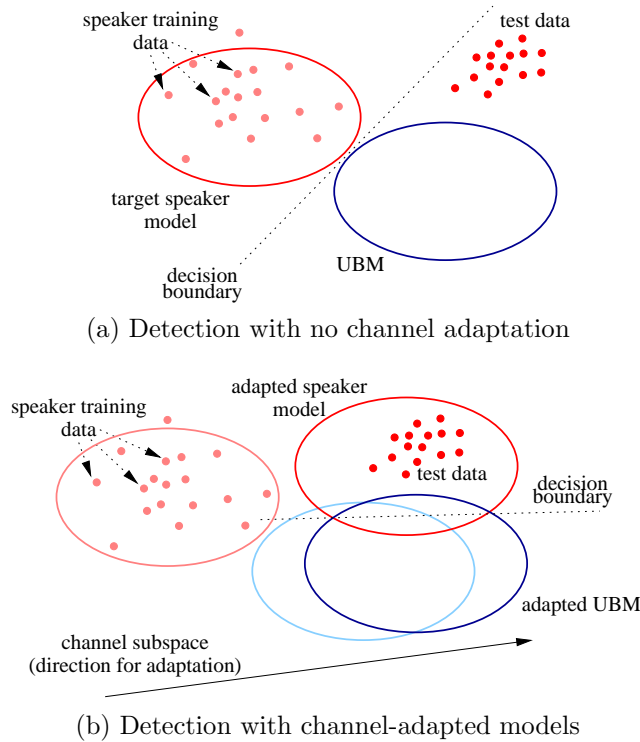 speaker training
data
test data
target speaker
model
UBM
decision
boundary
(a) Detection with no channel adaptation
adapted speaker
model
speaker training
data
test data
decision
boundary
adapted UBM
channel subspace
(direction for adaptation)
(b) Detection with channel-adapted models